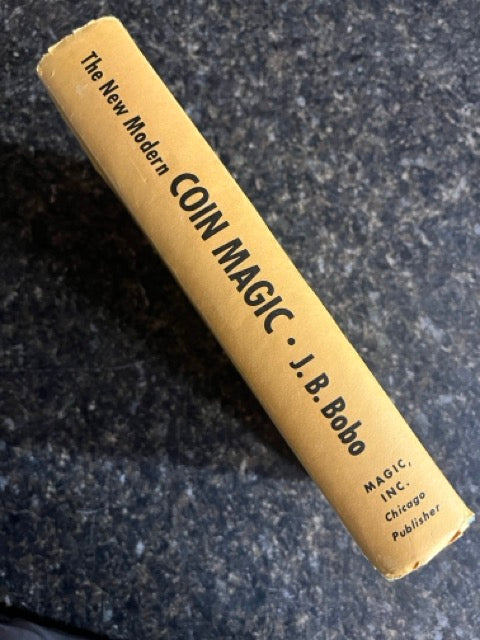 The New Modern COIN MAGIC · J. B. Bobo
MAGIC,
INC.
Chicago
Publisher